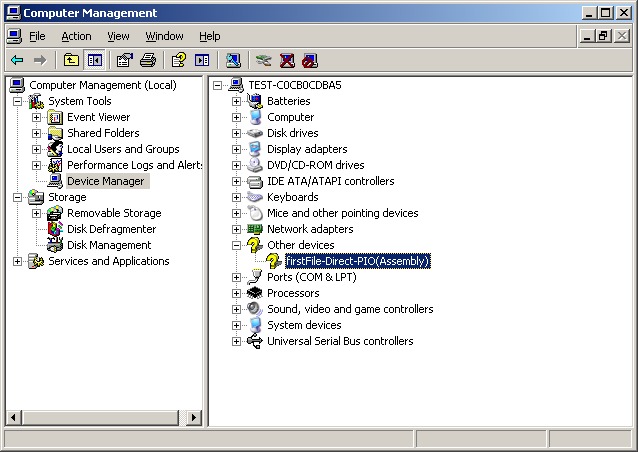 Computer Management
File Action View Window Help
Computer Management (Local)
System Tools
Event Viewer
Shared Folders
Local Users and Groups
Performance Logs and Alerts
Device Manager
Storage
Removable Storage
Disk Defragmenter
Disk Management
Services and Applications
TEST-C0CB0CDBA5
Batteries
Computer
Disk drives
Display adapters
DVD/CD-ROM drives
IDE ATA/ATAPI controllers
Keyboards
Mice and other pointing devices
Network adapters
Other devices
firstFile-Direct-PIO(Assembly)
Ports (COM & LPT)
Processors
Sound, video and game controllers
System devices
Universal Serial Bus controllers